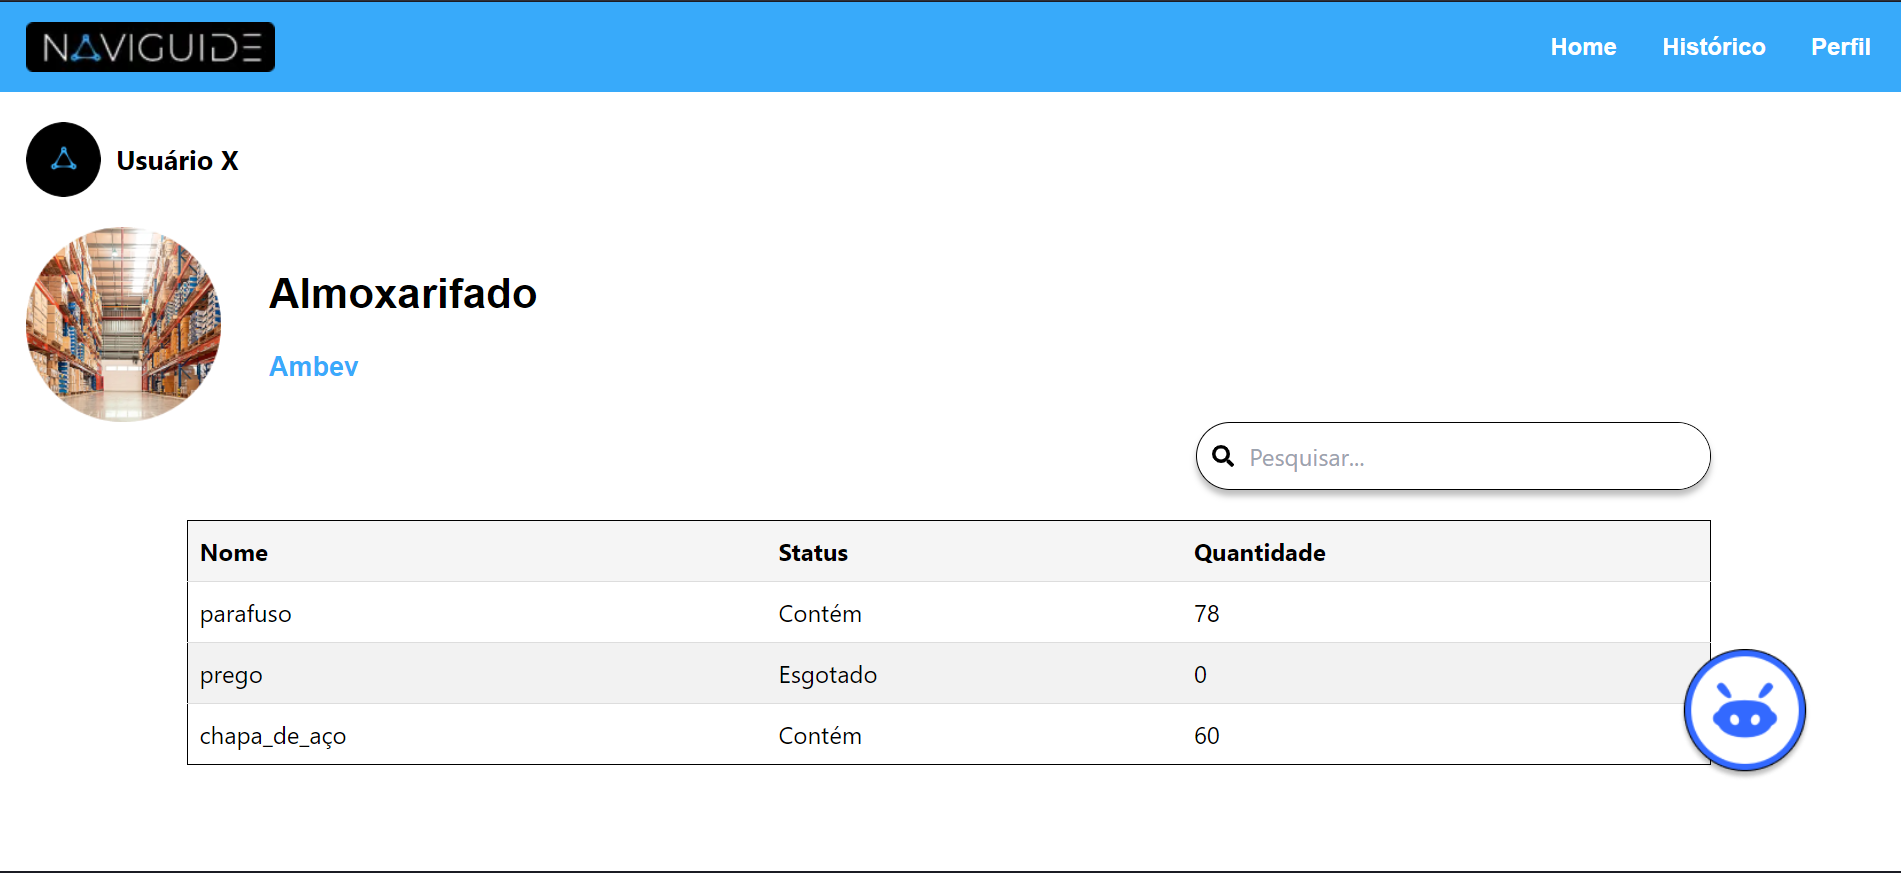 NAVIGUIDE
Home Histórico Perfil
Usuário X
Almoxarifado
Ambev
Pesquisar...
Nome Status Quantidade
parafuso Contém 78
prego Esgotado 0
chapa_de_aço Contém 60